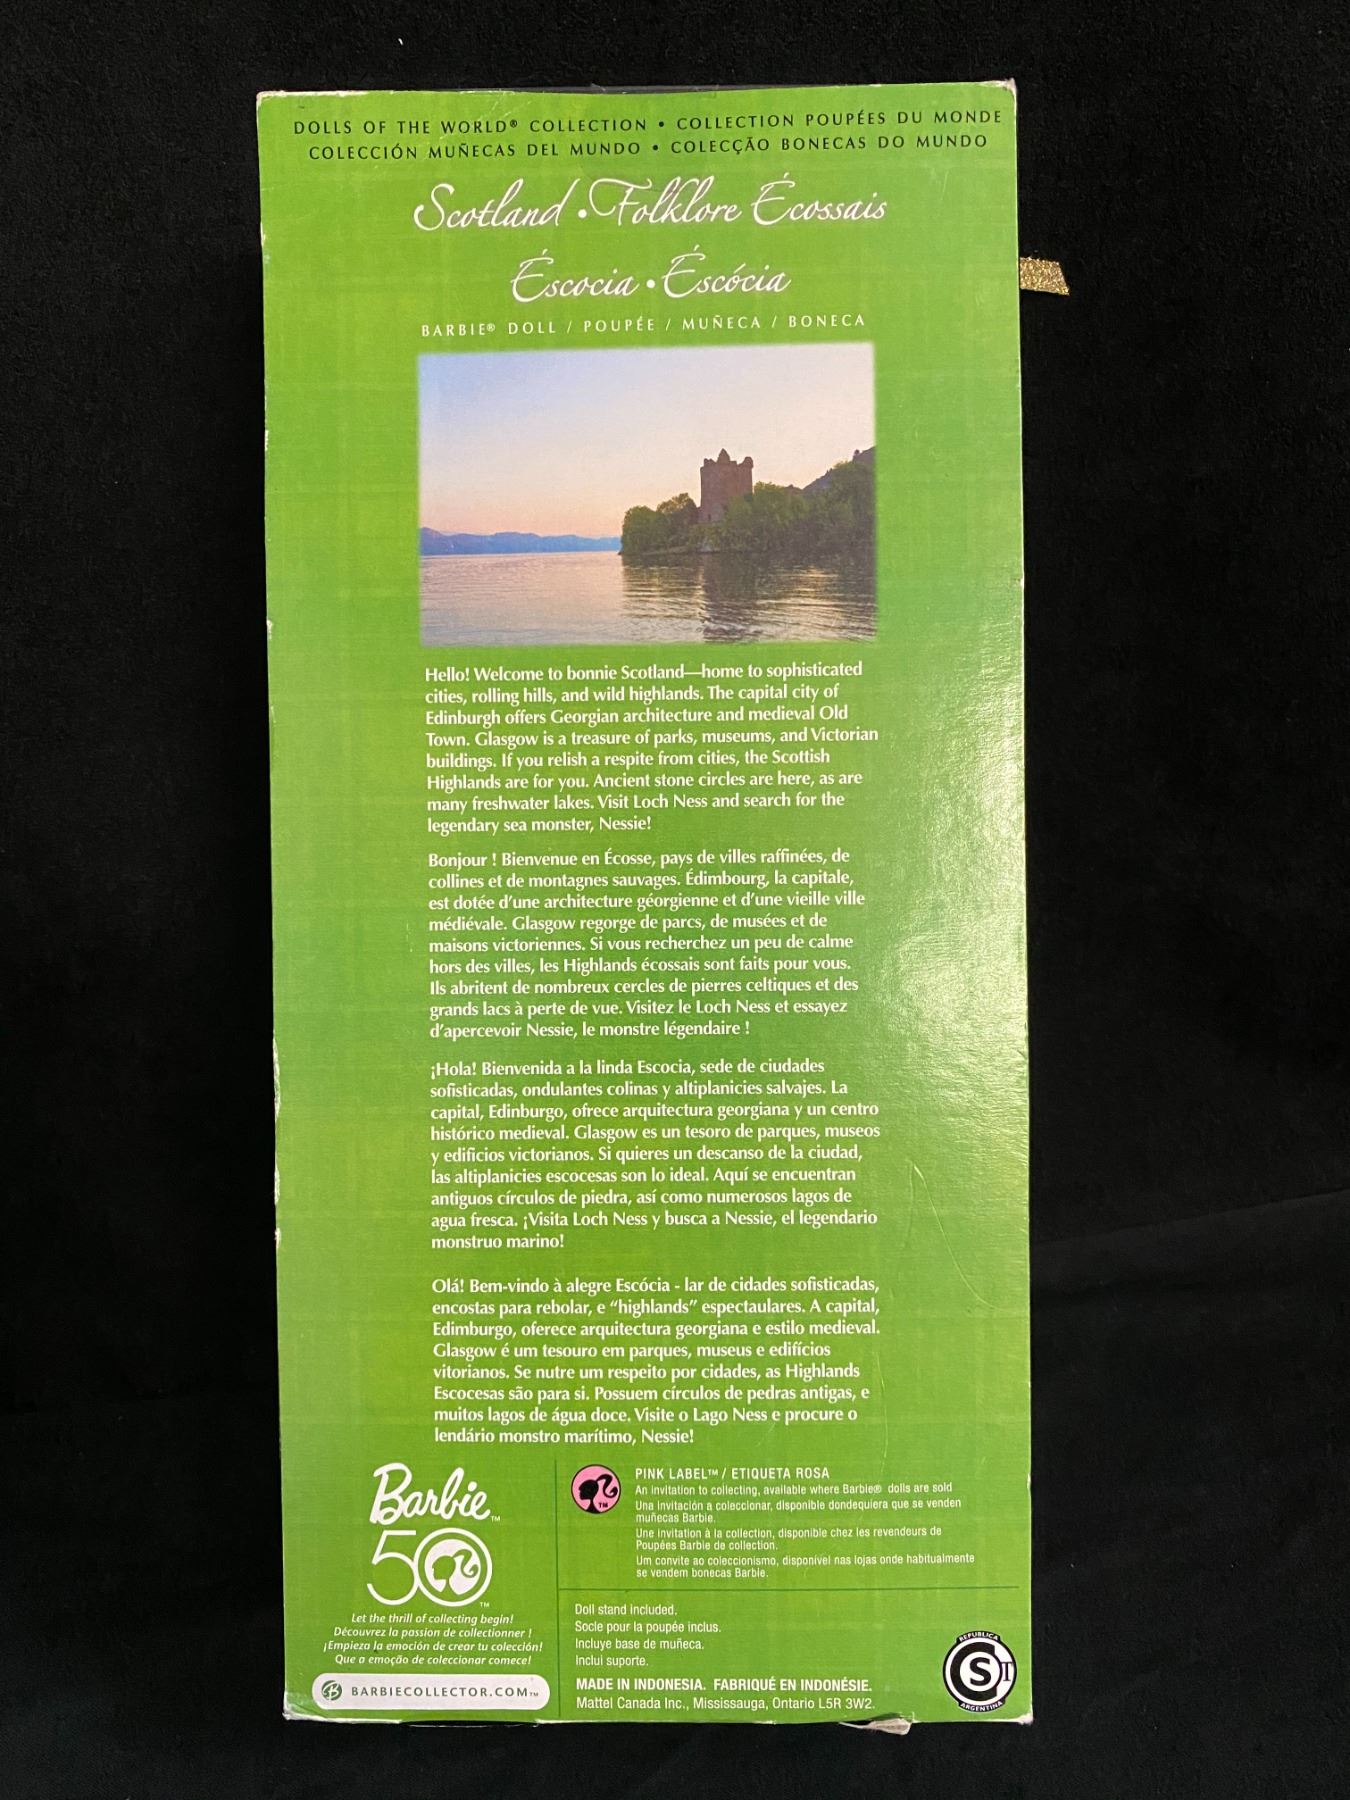 DOLLS OF THE WORLD® COLLECTION • COLLECTION POUPÉES DU MONDE
COLECCIÓN MUÑECAS DEL MUNDO • COLECÇÃO BONECAS DO MUNDO
Scotland • Folklore Écossais
Éscocia • Éscócia
BARBIE® DOLL / POUPÉE / MUÑECA / BONECA
Hello! Welcome to bonnie Scotland—home to sophisticated
cities, rolling hills, and wild highlands. The capital city of
Edinburgh offers Georgian architecture and medieval Old
Town. Glasgow is a treasure of parks, museums, and Victorian
buildings. If you relish a respite from cities, the Scottish
Highlands are for you. Ancient stone circles are here, as are
many freshwater lakes. Visit Loch Ness and search for the
legendary sea monster, Nessie!
Bonjour ! Bienvenue en Écosse, pays de villes raffinées, de
collines et de montagnes sauvages. Édimbourg, la capitale,
est dotée d'une architecture géorgienne et d'une vieille ville
médiévale. Glasgow regorge de parcs, de musées et de
maisons victoriennes. Si vous recherchez un peu de calme
hors des villes, les Highlands écossais sont faits pour vous.
Ils abritent de nombreux cercles de pierres celtiques et des
grands lacs à perte de vue. Visitez le Loch Ness et essayez
d'apercevoir Nessie, le monstre légendaire !
¡Hola! Bienvenida a la linda Escocia, sede de ciudades
sofisticadas, ondulantes colinas y altiplanicies salvajes. La
capital, Edinburgo, ofrece arquitectura georgiana y un centro
histórico medieval. Glasgow es un tesoro de parques, museos
y edificios victorianos. Si quieres un descanso de la ciudad,
las altiplanicies escocesas son lo ideal. Aquí se encuentran
antiguos círculos de piedra, así como numerosos lagos de
agua fresca. ¡Visita Loch Ness y busca a Nessie, el legendario
monstruo marino!
Olá! Bem-vindo à alegre Escócia - lar de cidades sofisticadas,
encostas para rebolar, e “highlands” espectaulares. A capital,
Edimburgo, oferece arquitectura georgiana e estilo medieval.
Glasgow é um tesouro em parques, museus e edifícios
vitorianos. Se nutre um respeito por cidades, as Highlands
Escocesas são para si. Possuem círculos de pedras antigas, e
muitos lagos de água doce. Visite o Lago Ness e procure o
lendário monstro marítimo, Nessie!
Barbie™
50™
Let the thrill of collecting begin!
Découvrez la passion de collectionner !
¡Empieza la emoción de crear tu colección!
Que a emoção de coleccionar comece!
B BARBIECOLLECTOR.COM™
PINK LABEL™ / ETIQUETA ROSA
An invitation to collecting, available where Barbie® dolls are sold
Una invitación a coleccionar, disponible dondequiera que se venden
muñecas Barbie.
Une invitation à la collection, disponible chez les revendeurs de
Poupées Barbie de collection.
Um convite ao coleccionismo, disponível nas lojas onde habitualmente
se vendem bonecas Barbie.
Doll stand included.
Socle pour la poupée inclus.
Incluye base de muñeca.
Inclui suporte.
MADE IN INDONESIA. FABRIQUÉ EN INDONÉSIE.
Mattel Canada Inc., Mississauga, Ontario L5R 3W2.
REPUBLICA
S I
ARGENTINA